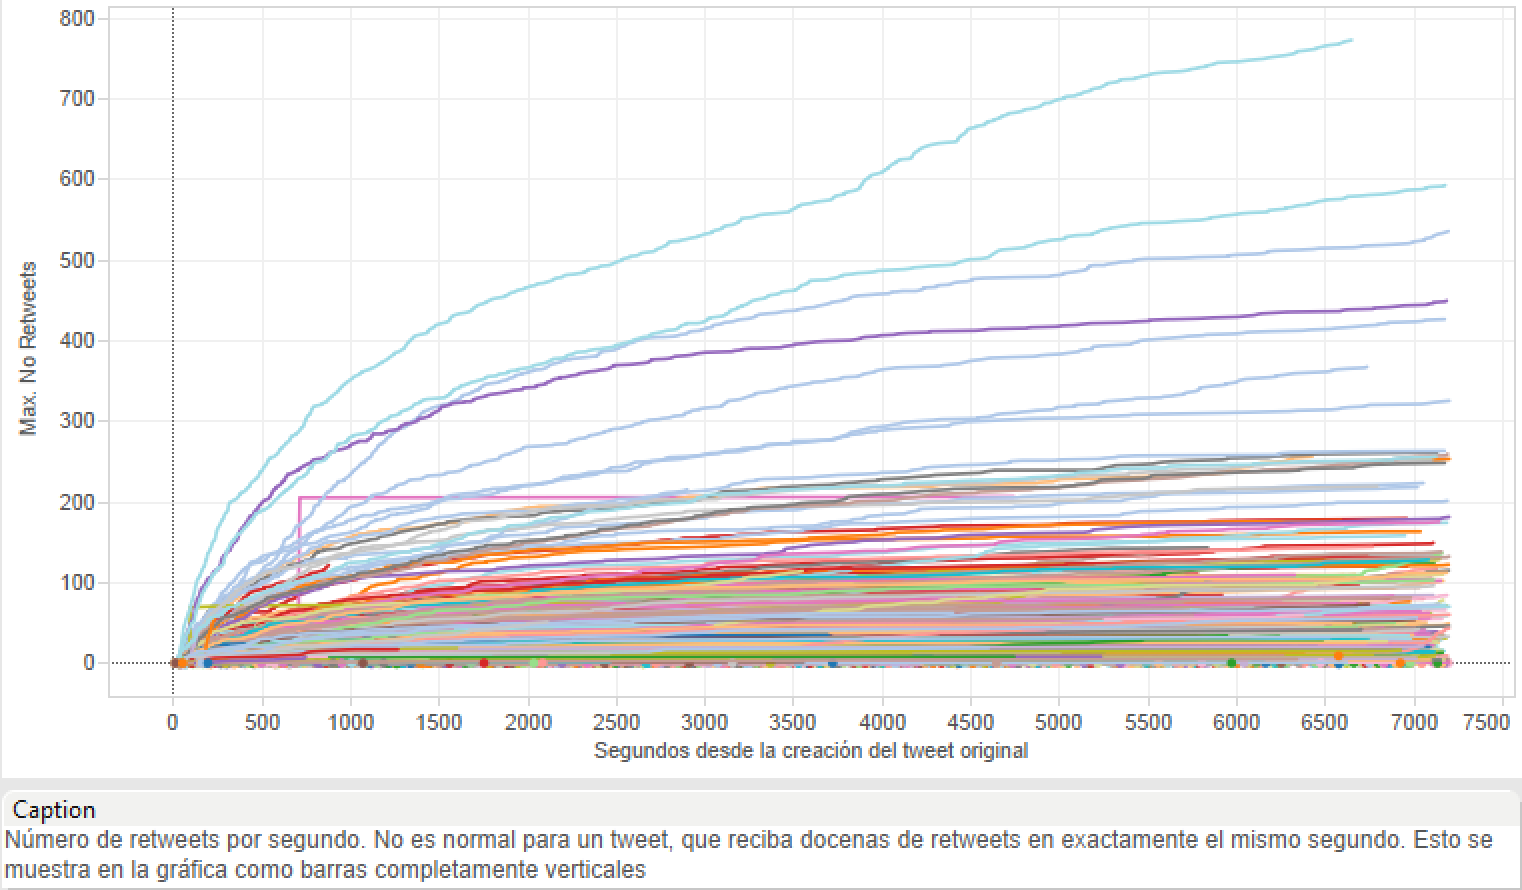 800
700
600
500
400
300
200
100
0
Max. No Retweets
0 500 1000 1500 2000 2500 3000 3500 4000 4500 5000 5500 6000 6500 7000 7500
Segundos desde la creación del tweet original
Caption
Número de retweets por segundo. No es normal para un tweet, que reciba docenas de retweets en exactamente el mismo segundo. Esto se
muestra en la gráfica como barras completamente verticales